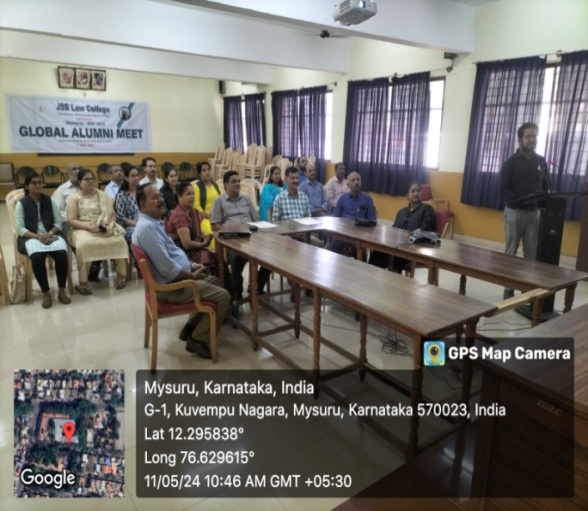 JSS Law College
GLOBAL ALUMNI MEET
GPS Map Camera
Mysuru, Karnataka, India
G-1, Kuvempu Nagara, Mysuru, Karnataka 570023, India
Lat 12.295838°
Long 76.629615°
11/05/24 10:46 AM GMT +05:30
Google